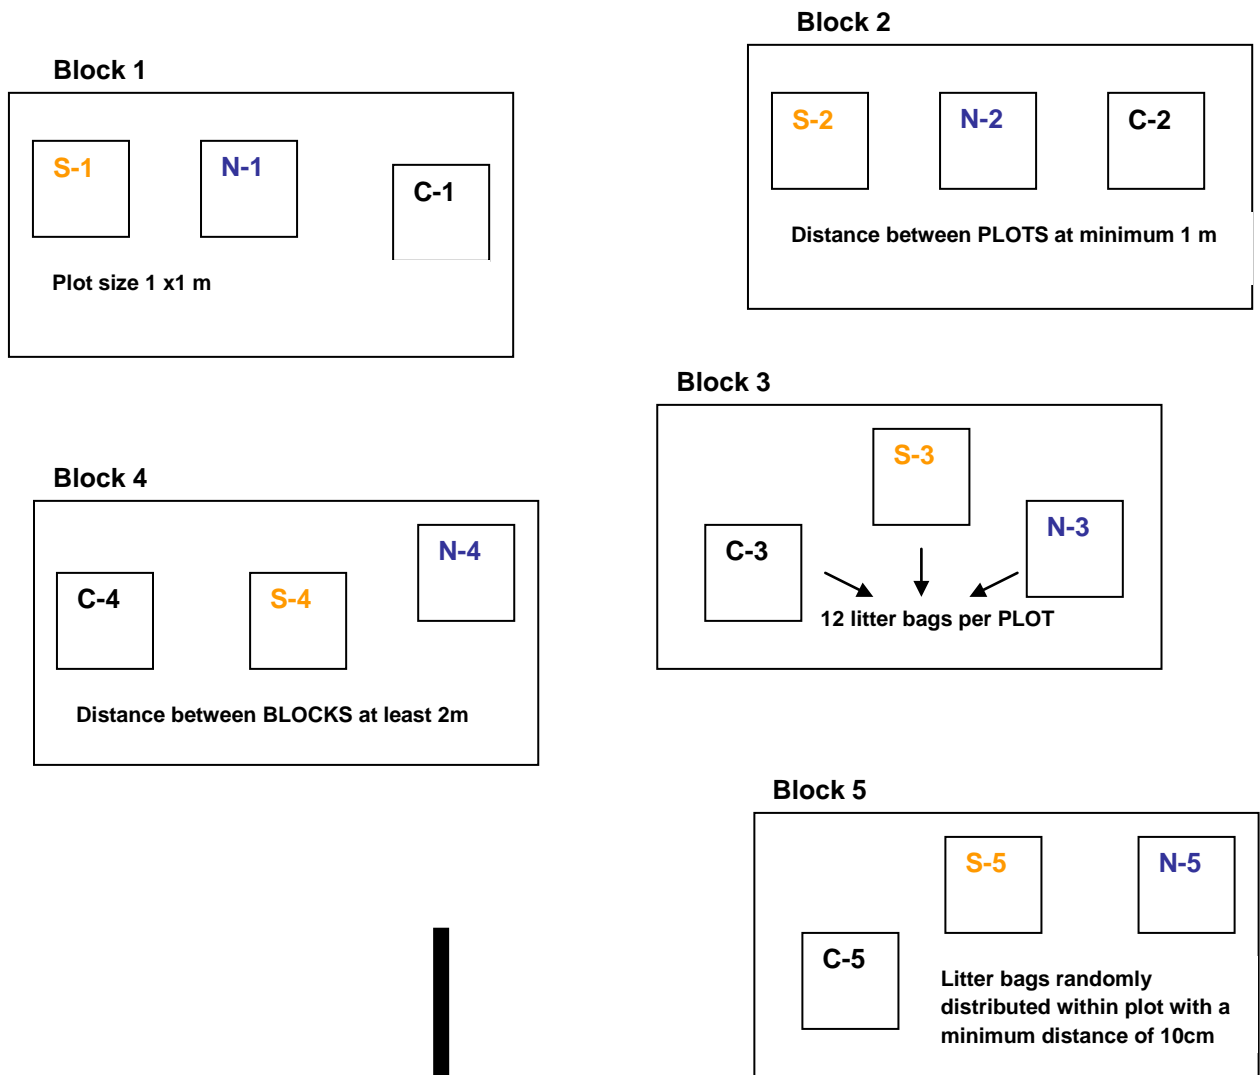 Block 1
S-1
N-1
C-1
Plot size 1 x1 m
Block 2
S-2
N-2
C-2
Distance between PLOTS at minimum 1 m
Block 3
S-3
C-3
N-3
12 litter bags per PLOT
Block 4
N-4
C-4
S-4
Distance between BLOCKS at least 2m
Block 5
S-5
N-5
C-5
Litter bags randomly
distributed within plot with a
minimum distance of 10cm